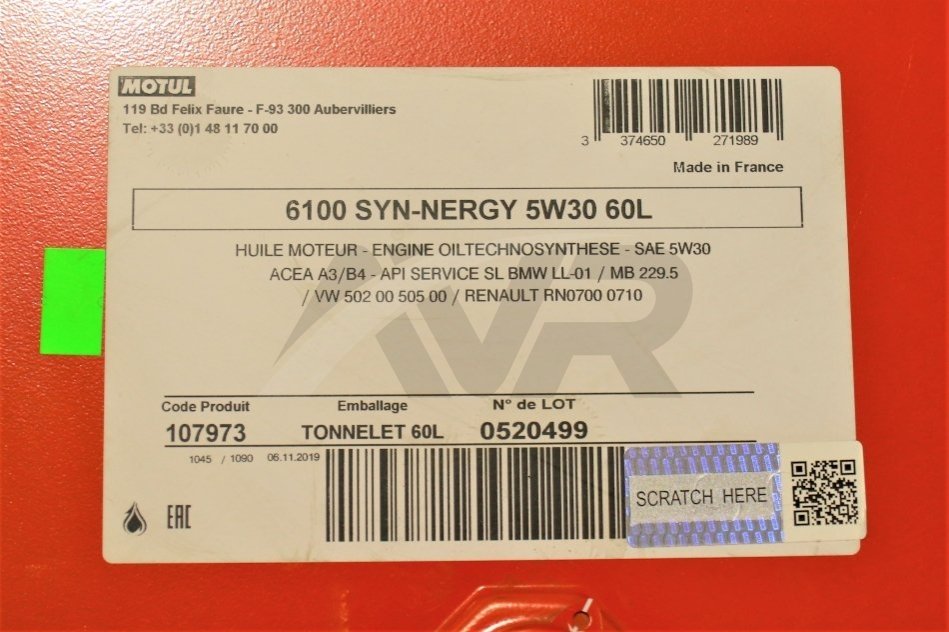 MOTUL
119 Bd Felix Faure - F-93 300 Aubervilliers
Tel: +33 (0)1 48 11 70 00
3 374650 271989
Made in France
6100 SYN-NERGY 5W30 60L
HUILE MOTEUR - ENGINE OILTECHNOSYNTHESE - SAE 5W30
ACEA A3/B4 - API SERVICE SL BMW LL-01 / MB 229.5
/ VW 502 00 505 00 / RENAULT RN0700 0710
Code Produit Emballage N° de LOT
107973 TONNELET 60L 0520499
1045 / 1090 06.11.2019
SCRATCH HERE
EAC